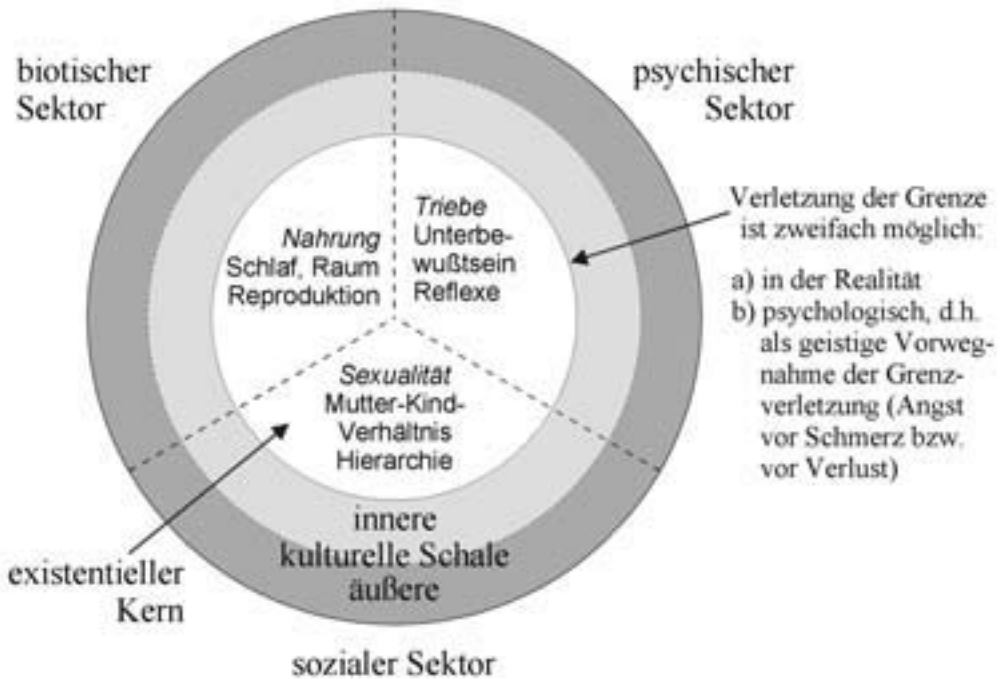 biotischer
Sektor
psychischer
Sektor
Nahrung
Schlaf, Raum
Reproduktion
Triebe
Unterbe-
wußtsein
Reflexe
Sexualität
Mutter-Kind-
Verhältnis
Hierarchie
Verletzung der Grenze
ist zweifach möglich:
a) in der Realität
b) psychologisch, d.h.
als geistige Vorweg-
nahme der Grenz-
verletzung (Angst
vor Schmerz bzw.
vor Verlust)
innere
kulturelle Schale
äußere
existentieller
Kern
sozialer Sektor